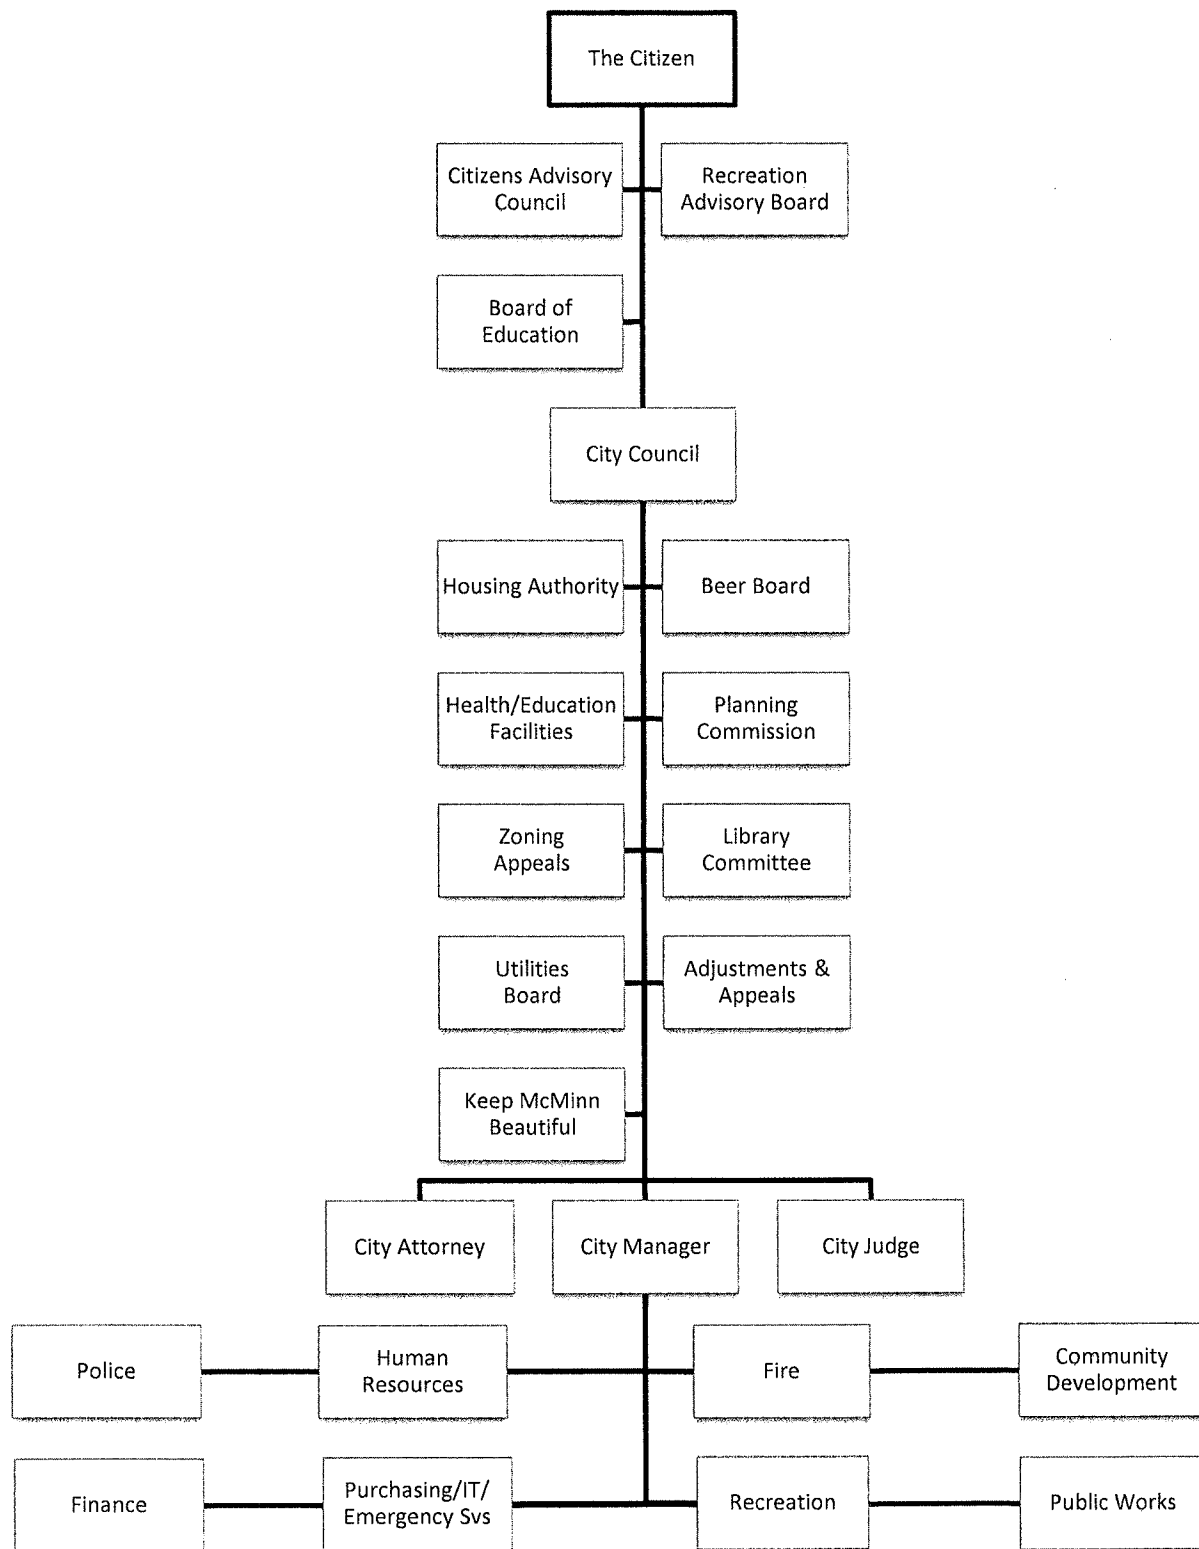 The Citizen
Citizens Advisory
Council
Recreation
Advisory Board
Board of
Education
City Council
Housing Authority
Beer Board
Health/Education
Facilities
Planning
Commission
Zoning
Appeals
Library
Committee
Utilities
Board
Adjustments &
Appeals
Keep McMinn
Beautiful
City Attorney
City Manager
City Judge
Police
Human
Resources
Fire
Community
Development
Finance
Purchasing/IT/
Emergency Svs
Recreation
Public Works